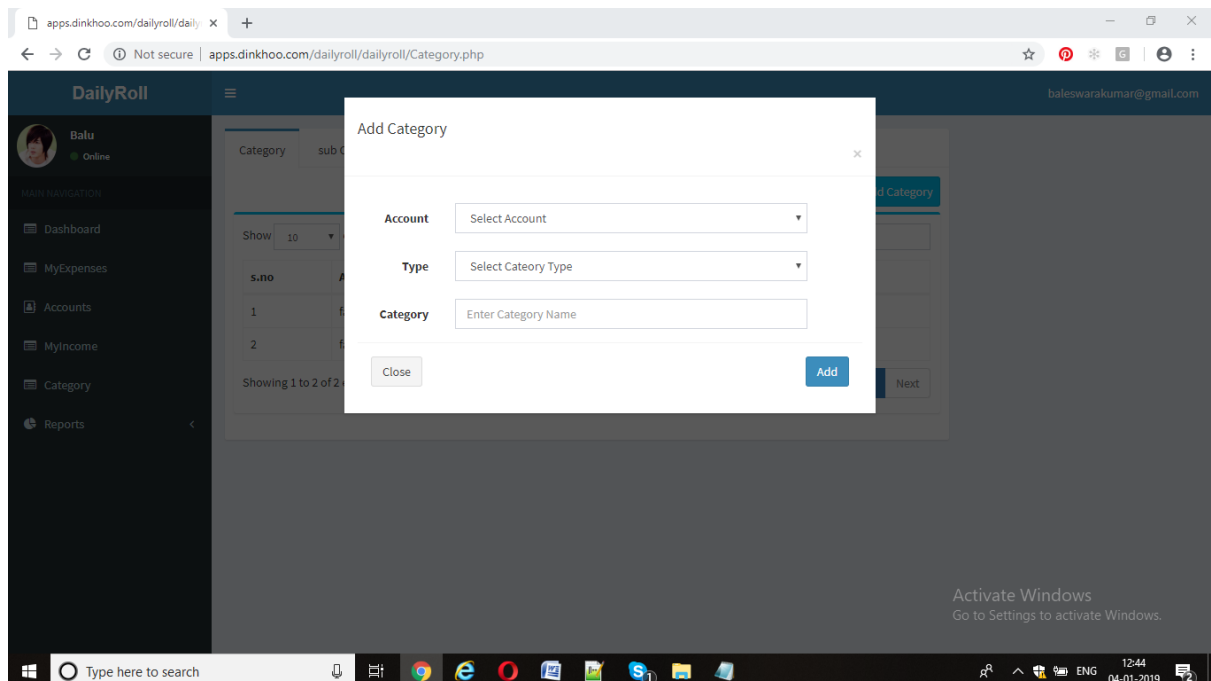 apps.dinkhoo.com/dailyroll/daily
Not secure | apps.dinkhoo.com/dailyroll/dailyroll/Category.php
G
DailyRoll
baleswarakumar@gmail.com
Balu
Online
MAIN NAVIGATION
Dashboard
MyExpenses
Accounts
MyIncome
Category
Reports
Category sub
Category
Show 10
s.no
1
2
Showing 1 to 2 of 2
Next
Add Category
×
Account Select Account
Type Select Cateory Type
Category Enter Category Name
Close Add
Activate Windows
Go to Settings to activate Windows.
Type here to search
ENG
12:44
04-01-2019